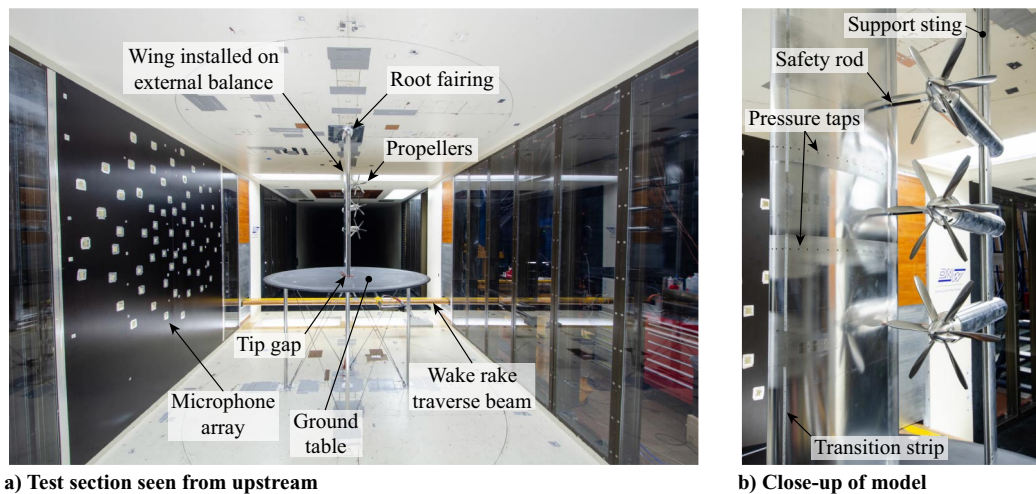 Wing installed on
external balance
Root fairing
Propellers
Tip gap
Microphone
array
Ground
table
Wake rake
traverse beam
a) Test section seen from upstream
Support sting
Safety rod
Pressure taps
Transition strip
b) Close-up of model